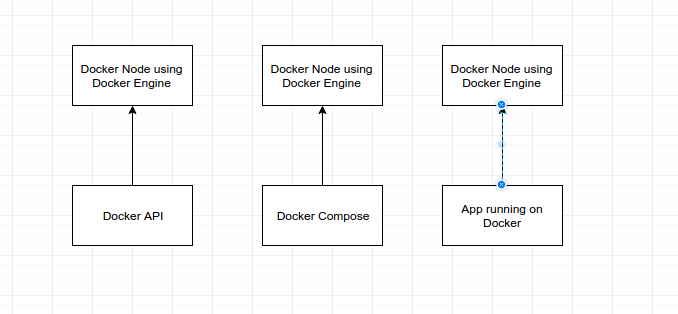 Docker Node using
Docker Engine
Docker Node using
Docker Engine
Docker Node using
Docker Engine
Docker API
Docker Compose
App running on
Docker